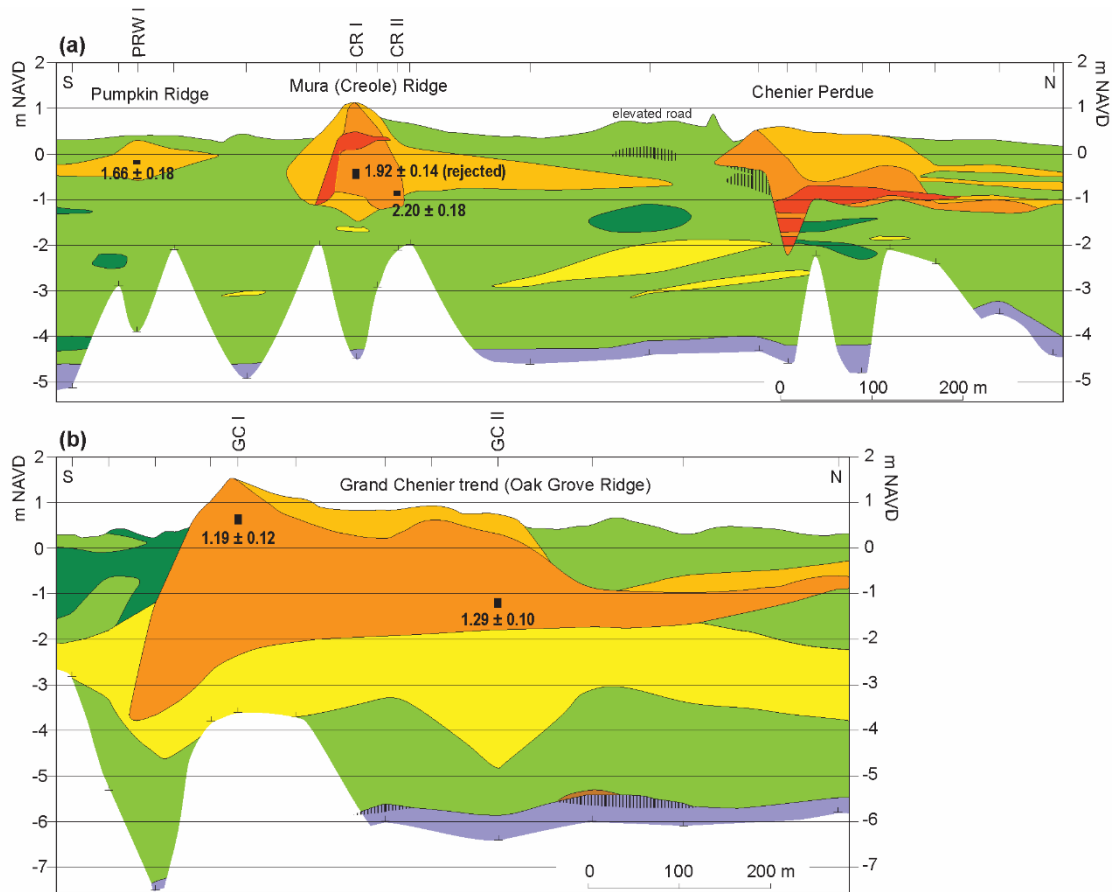 (a)
PRW I
CR I
CR II
m NAVD
m NAVD
S
N
Pumpkin Ridge
Mura (Creole) Ridge
elevated road
Chenier Perdue
2
1
0
-1
-2
-3
-4
-5
2
1
0
-1
-2
-3
-4
-5
1.66 ± 0.18
1.92 ± 0.14 (rejected)
2.20 ± 0.18
0 100 200 m
(b)
GC I
GC II
m NAVD
m NAVD
S
N
Grand Chenier trend (Oak Grove Ridge)
2
1
0
-1
-2
-3
-4
-5
-6
-7
2
1
0
-1
-2
-3
-4
-5
-6
-7
1.19 ± 0.12
1.29 ± 0.10
0 100 200 m